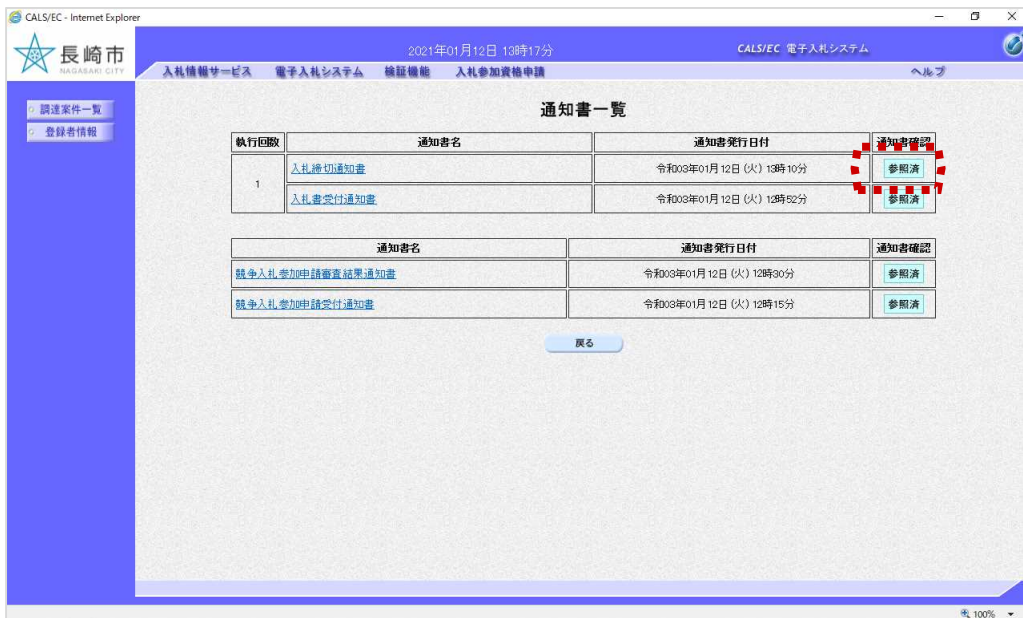 CALS/EC - Internet Explorer
長崎市
NAGASAKI CITY
2021年01月12日 13時17分
CALS/EC 電子入札システム
入札情報サービス 電子入札システム 検証機能 入札参加資格申請 ヘルプ
調達案件一覧
登録者情報
通知書一覧
執行回数 通知書名 通知書発行日付 通知書確認
1
入札締切通知書 令和03年01月12日(火) 13時10分 参照済
入札書受付通知書 令和03年01月12日(火) 12時52分 参照済
通知書名 通知書発行日付 通知書確認
競争入札参加申請審査結果通知書 令和03年01月12日(火) 12時30分 参照済
競争入札参加申請受付通知書 令和03年01月12日(火) 12時15分 参照済
戻る
100%